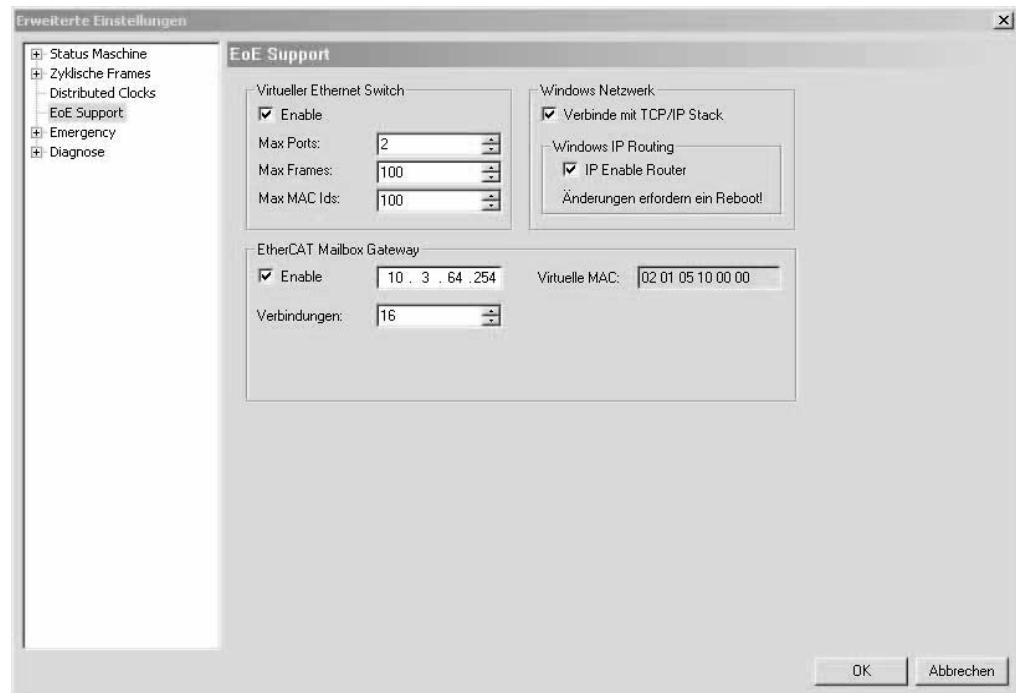 Erweiterte Einstellungen
Status Maschine
Zyklische Frames
Distributed Clocks
EoE Support
Emergency
Diagnose
EoE Support
Virtueller Ethernet Switch
Enable
Max Ports: 2
Max Frames: 100
Max MAC Ids: 100
Windows Netzwerk
Verbinde mit TCP/IP Stack
Windows IP Routing
IP Enable Router
Änderungen erfordern ein Reboot!
EtherCAT Mailbox Gateway
Enable 10 . 3 . 64 .254 Virtuelle MAC: 02 01 05 10 00 00
Verbindungen: 16
OK Abbrechen